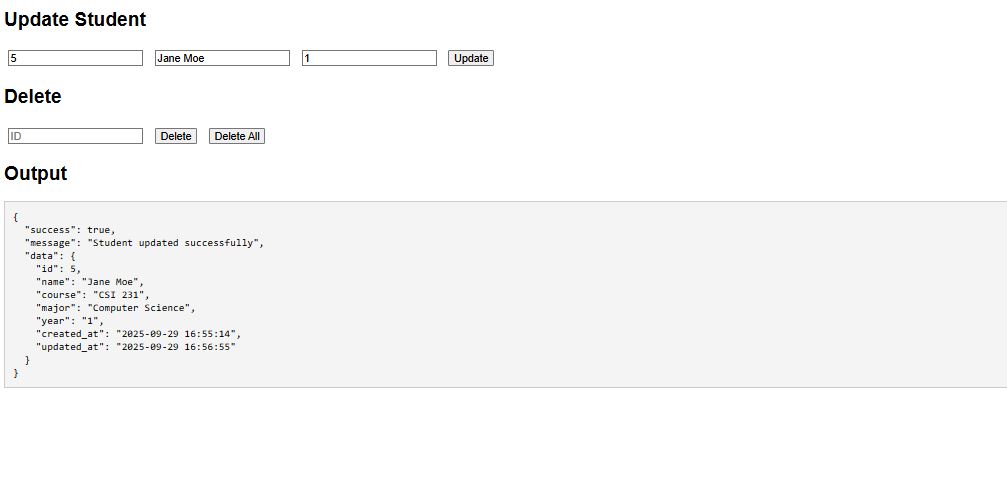 Update Student
5 Jane Moe 1 Update
Delete
ID Delete Delete All
Output
{
  "success": true,
  "message": "Student updated successfully",
  "data": {
    "id": 5,
    "name": "Jane Moe",
    "course": "CSI 231",
    "major": "Computer Science",
    "year": "1",
    "created_at": "2025-09-29 16:55:14",
    "updated_at": "2025-09-29 16:56:55"
  }
}